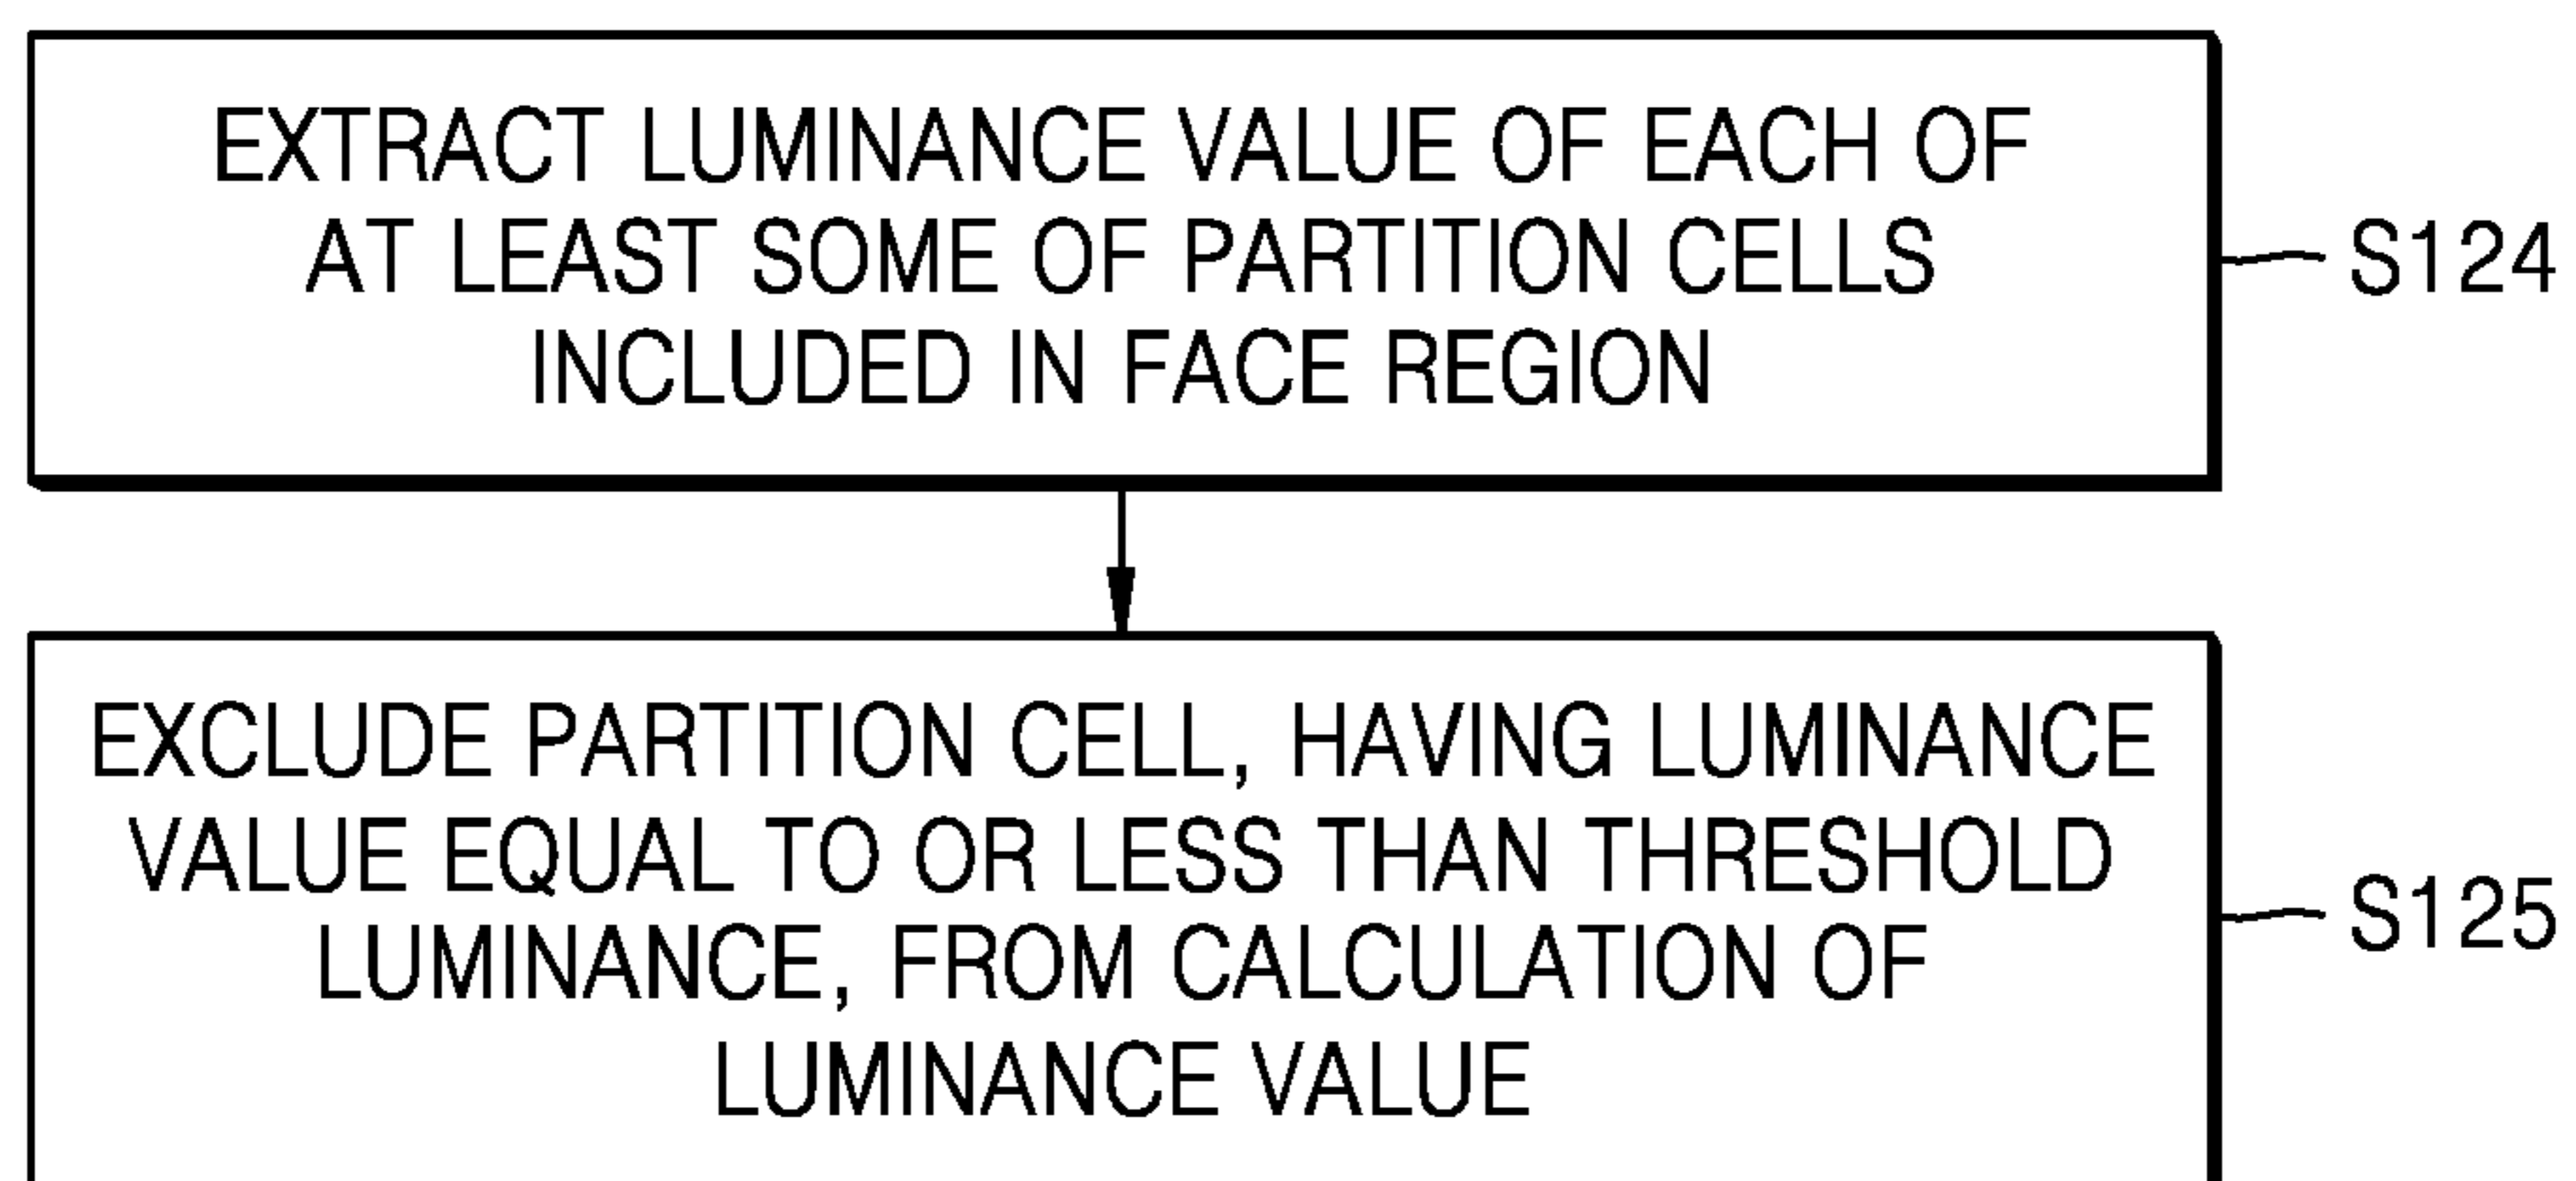 EXTRACT LUMINANCE VALUE OF EACH OF
AT LEAST SOME OF PARTITION CELLS
INCLUDED IN FACE REGION
S124
EXCLUDE PARTITION CELL, HAVING LUMINANCE
VALUE EQUAL TO OR LESS THAN THRESHOLD
LUMINANCE, FROM CALCULATION OF
LUMINANCE VALUE
S125